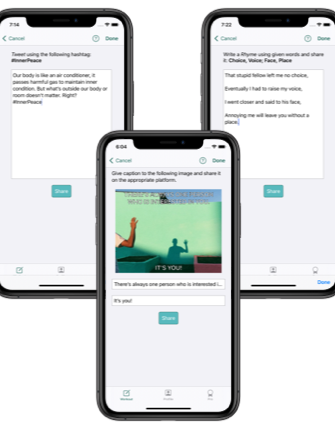 7:14
Cancel
Done
Tweet using the following hashtag:
#InnerPeace
Our body is like an air conditioner, it
passes harmful gas to maintain inner
condition. But what's outside our body or
room doesn't matter. Right?
#InnerPeace
Share
7:22
Cancel
Done
Write a Rhyme using given words and share
it: Choice, Voice; Face, Place
That stupid fellow left me no choice,
Eventually I had to raise my voice,
I went closer and said to his face,
Annoying me will leave you without a
place.
Share
Done
6:04
Cancel
Done
Give caption to the following image and share it
on the appropriate platform.
IT'S YOU!
There's always one person who is interested i...
It's you!
Share